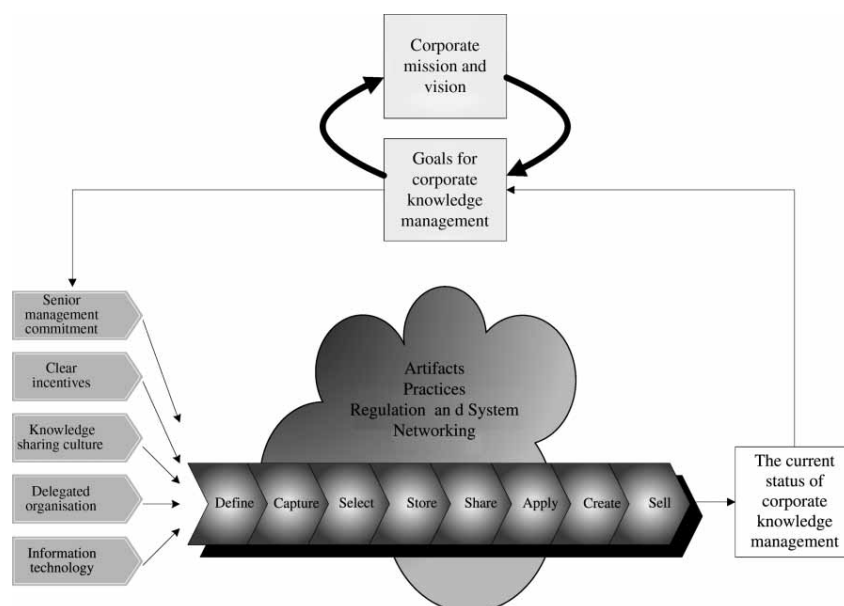 Corporate
mission and
vision
Goals for
corporate
knowledge
management
Senior
management
commitment
Clear
incentives
Knowledge
sharing culture
Delegated
organisation
Information
technology
Artifacts
Practices
Regulation an d System
Networking
Define
Capture
Select
Store
Share
Apply
Create
Sell
The current
status of
corporate
knowledge
management